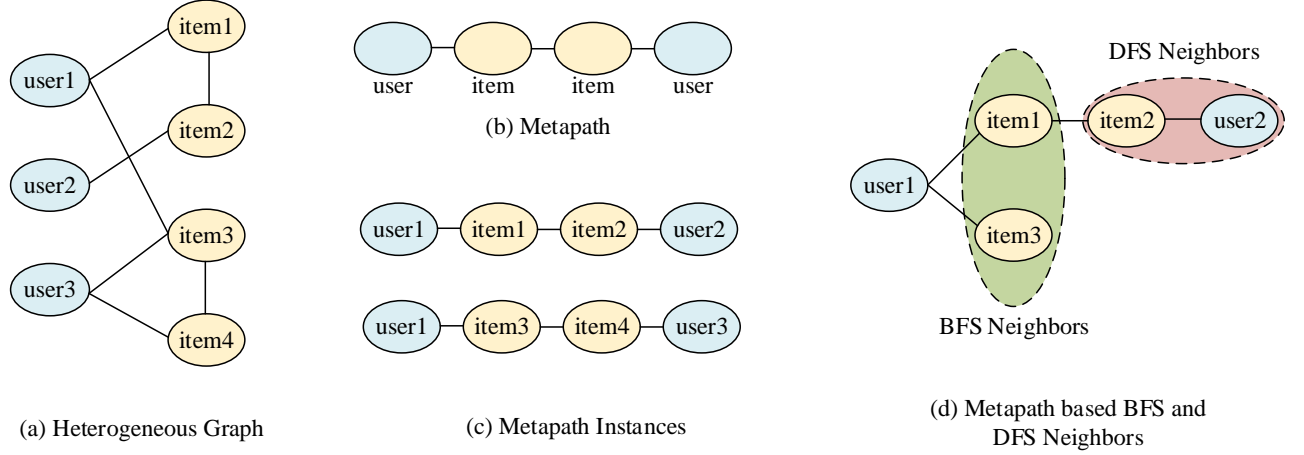 item1
user1
item2
user2
item3
user3
item4
(a) Heterogeneous Graph
user item item user
(b) Metapath
user1 item1 item2 user2
user1 item3 item4 user3
(c) Metapath Instances
DFS Neighbors
item1 item2 user2
user1
item3
BFS Neighbors
(d) Metapath based BFS and
DFS Neighbors